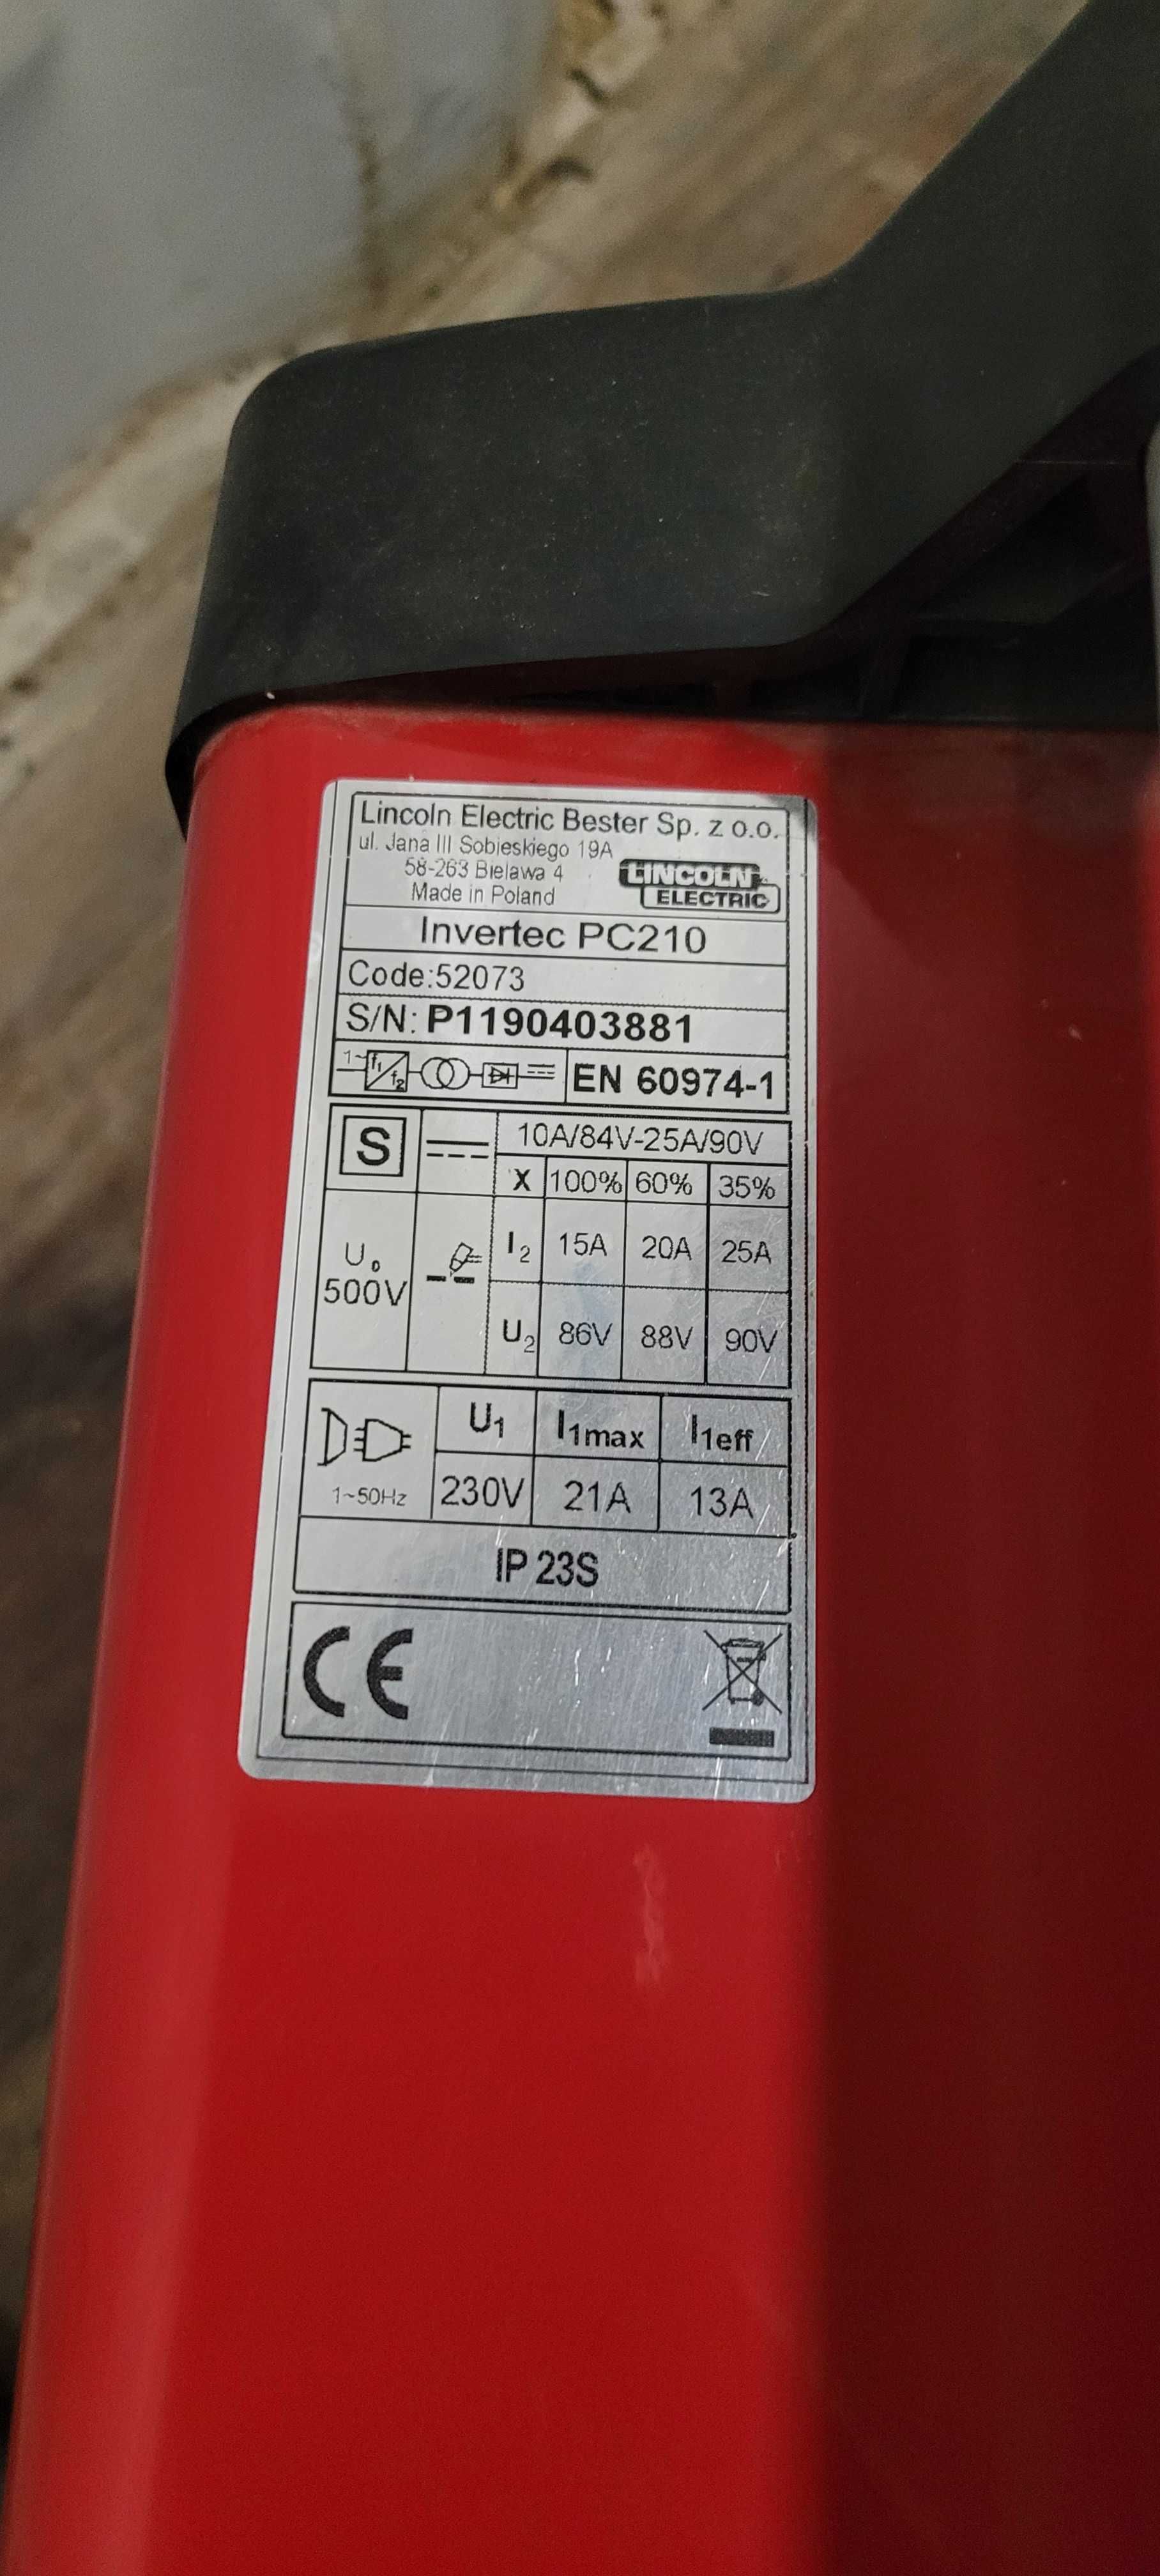 Lincoln Electric Bester Sp. z o.o.
ul. Jana III Sobieskiego 19A
58-263 Bielawa 4
Made in Poland
LINCOLN
ELECTRIC
Invertec PC210
Code:52073
S/N: P1190403881
1~ f1 f2 EN 60974-1
S 10A/84V-25A/90V
X 100% 60% 35%
U0 500V
I2 15A 20A 25A
U2 86V 88V 90V
U1 I1max I1eff
1~50Hz 230V 21A 13A
IP 23S
CE